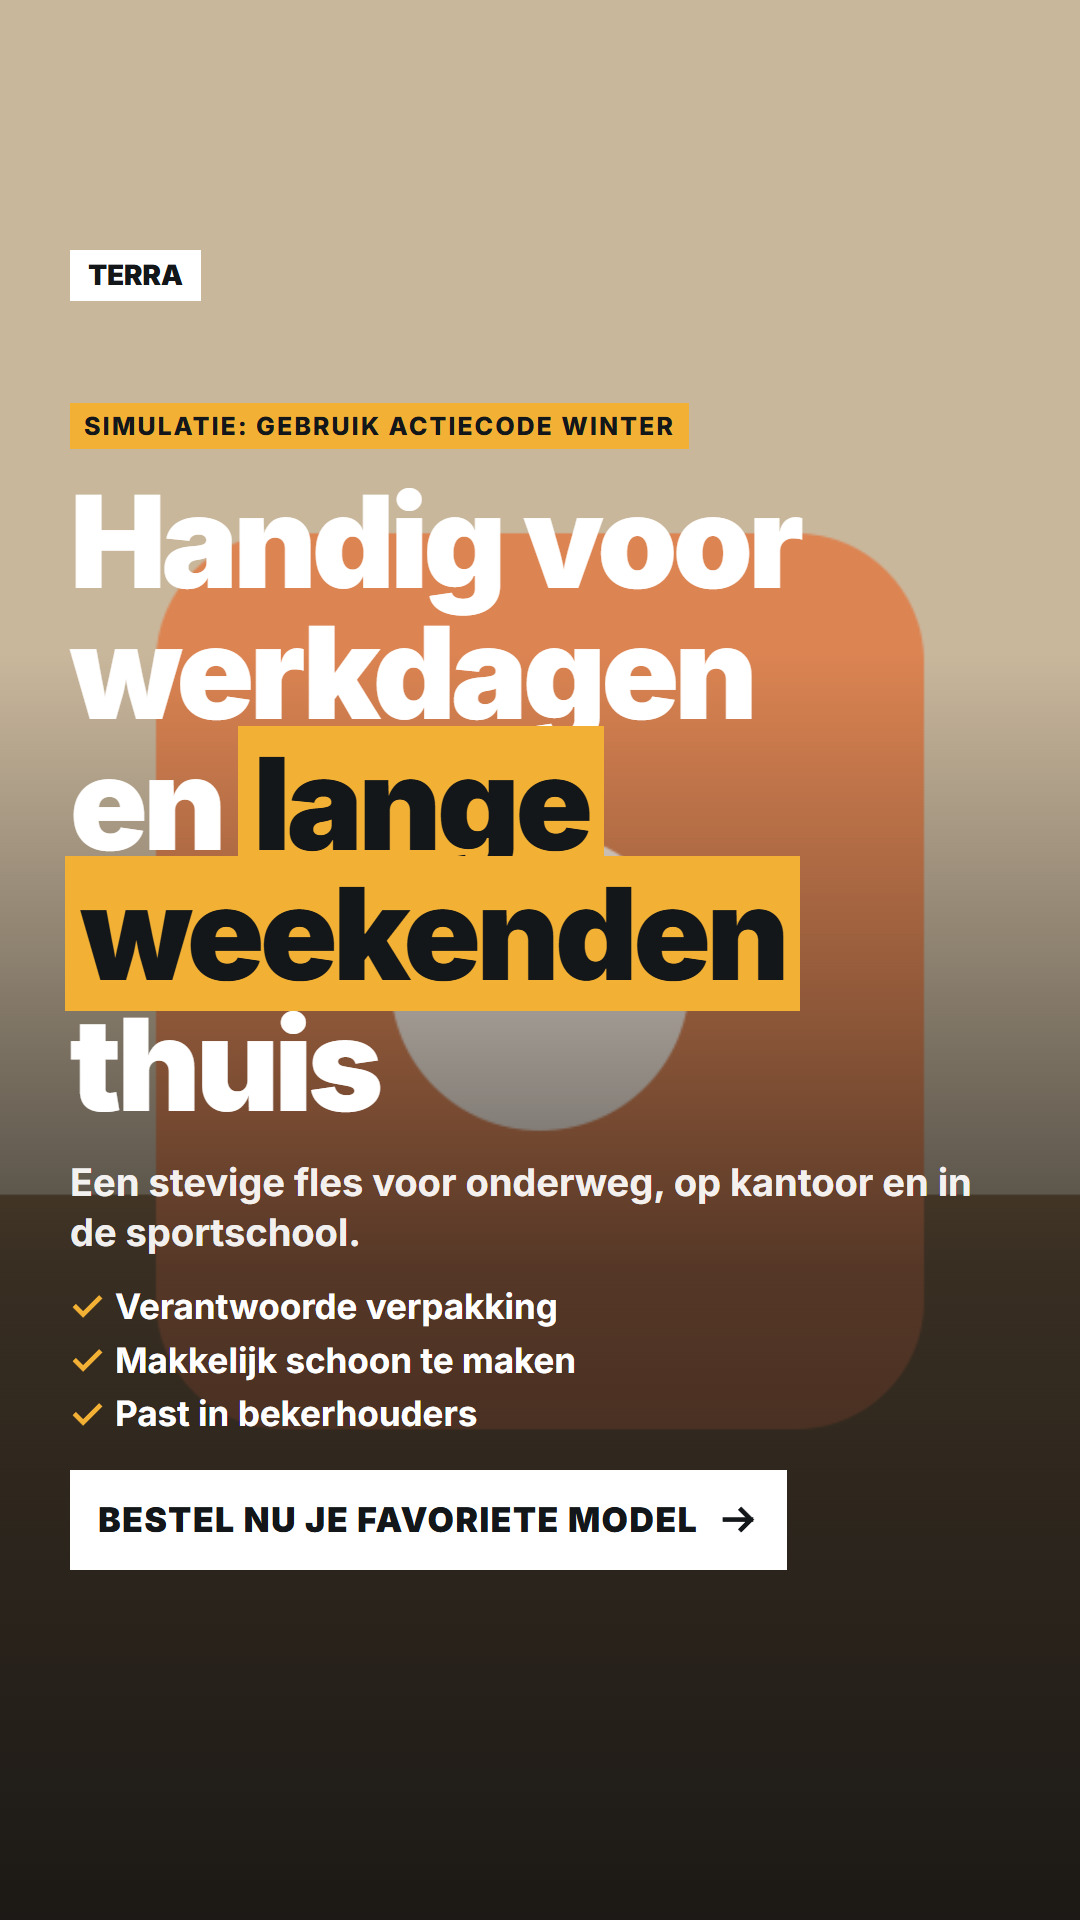 TERRA
SIMULATIE: GEBRUIK ACTIECODE WINTER
Handig voor
werkdagen
en lange
weekenden
thuis
Een stevige fles voor onderweg, op kantoor en in
de sportschool.
Verantwoorde verpakking
Makkelijk schoon te maken
Past in bekerhouders
BESTEL NU JE FAVORIETE MODEL →